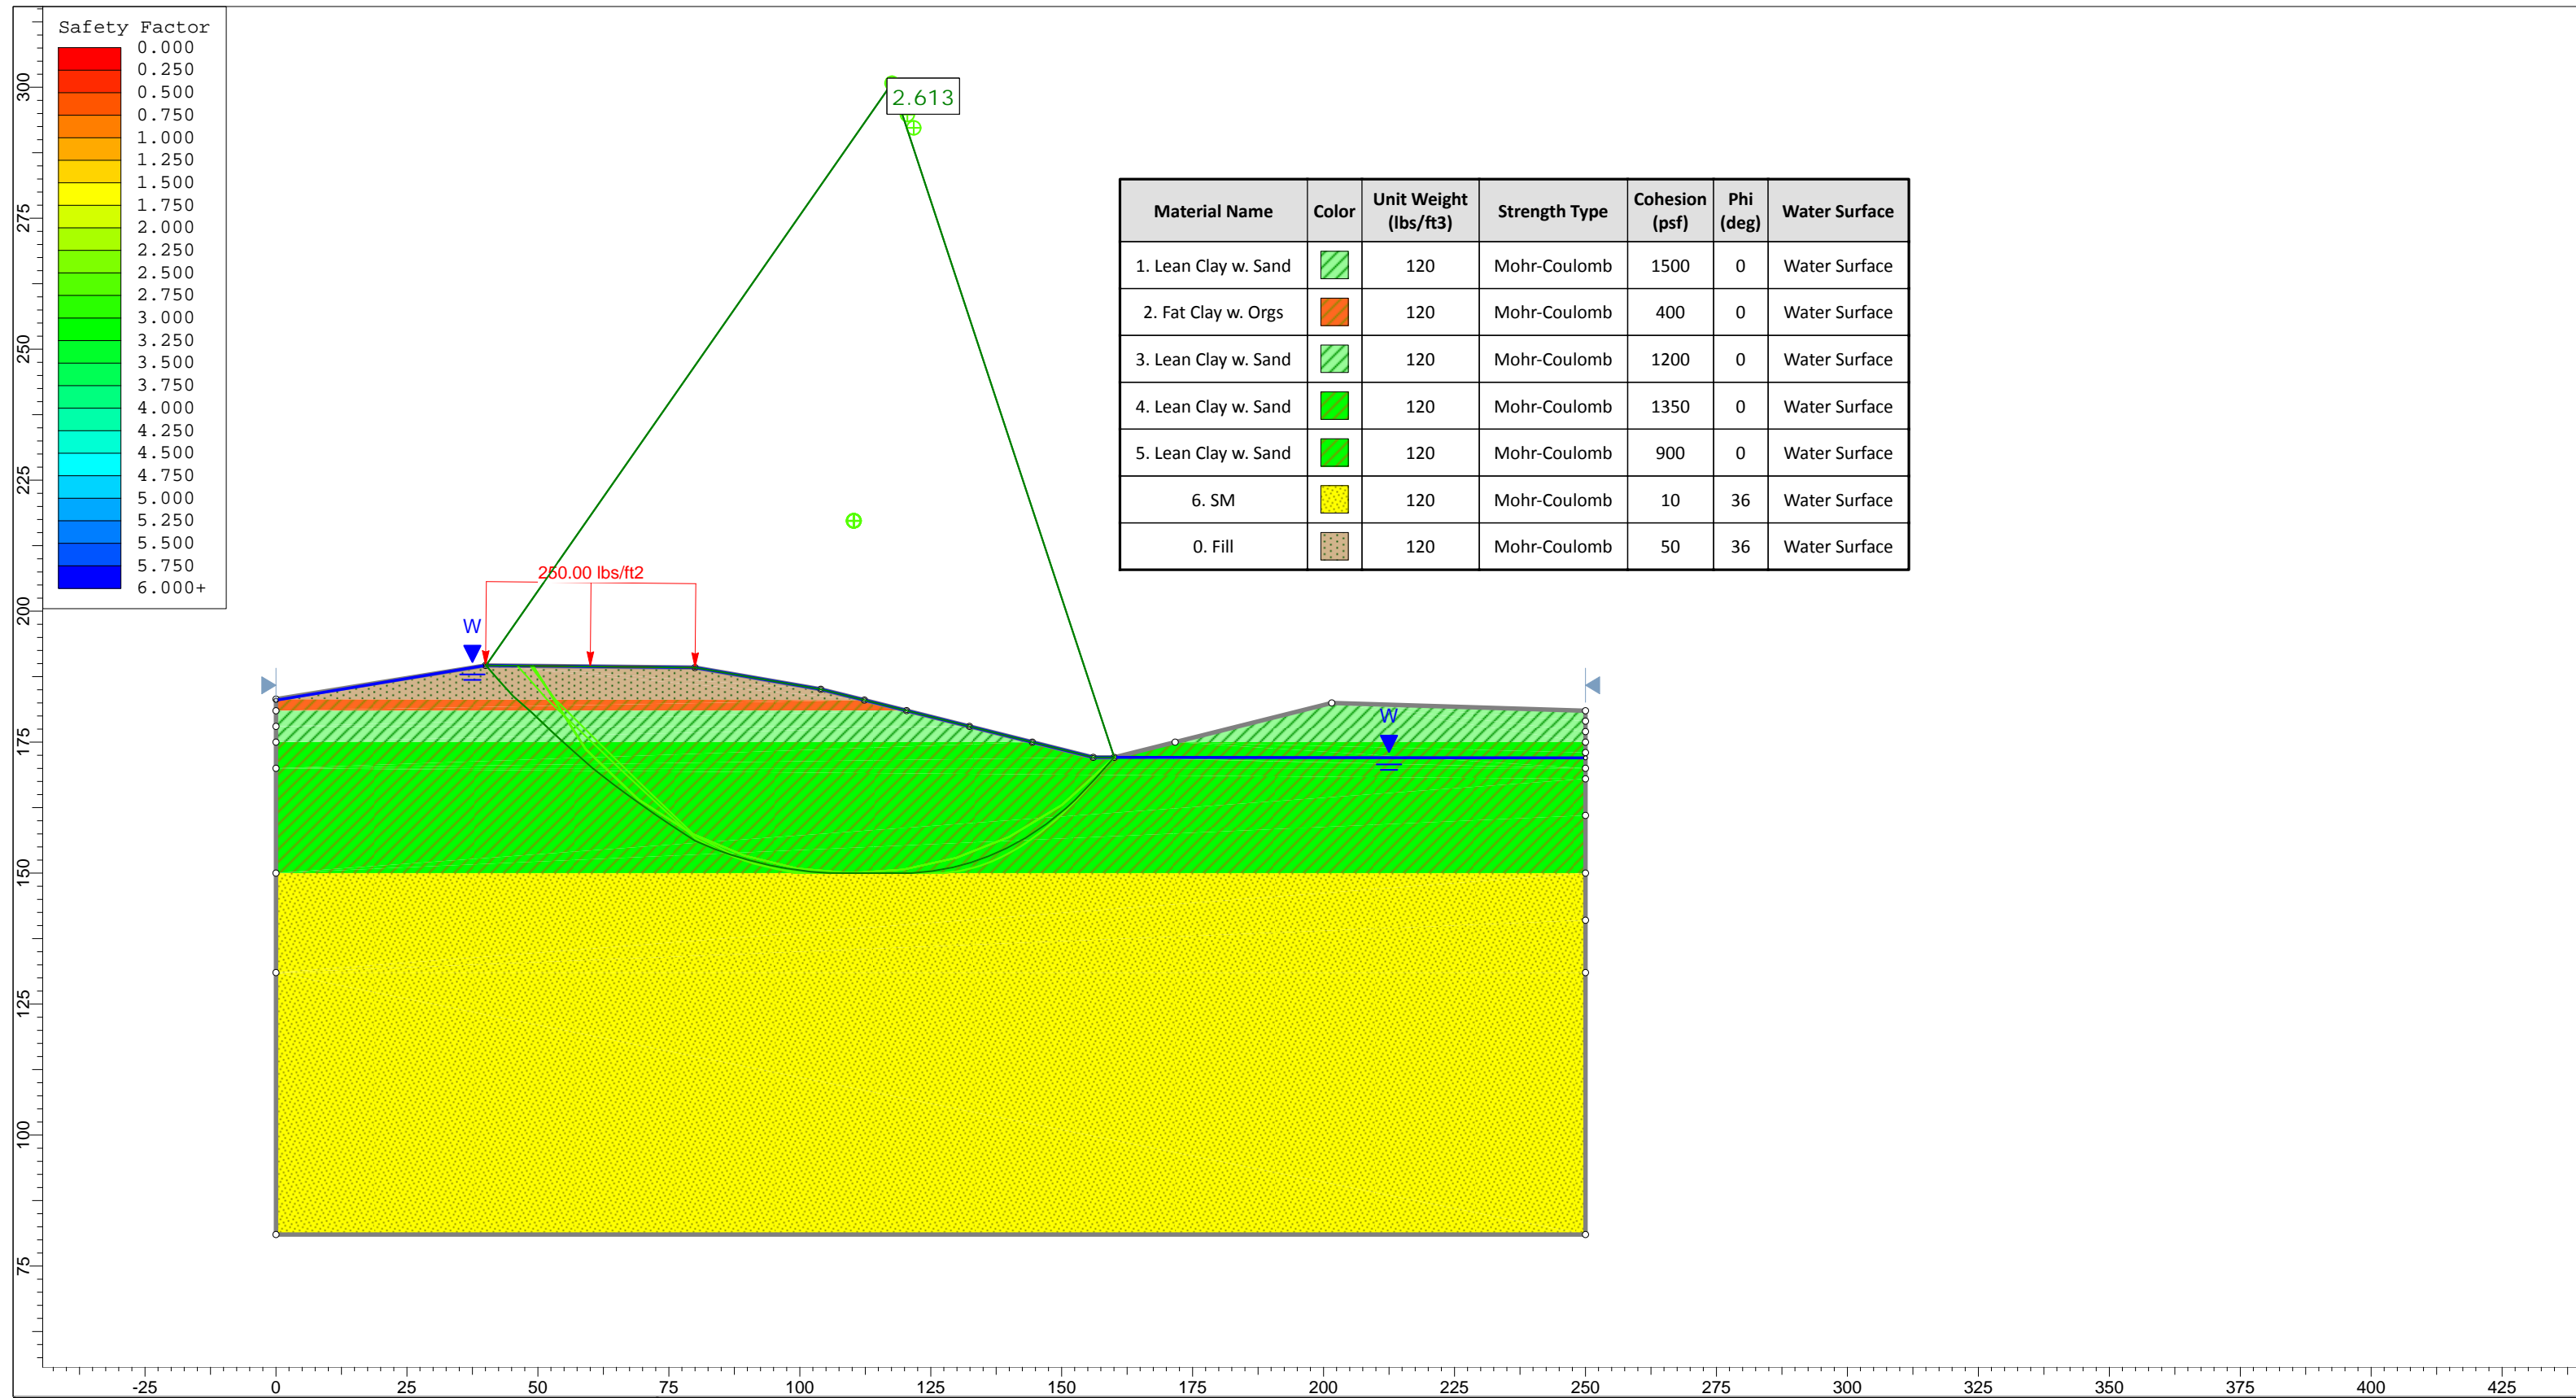 Safety Factor
0.000
0.250
0.500
0.750
1.000
1.250
1.500
1.750
2.000
2.250
2.500
2.750
3.000
3.250
3.500
3.750
4.000
4.250
4.500
4.750
5.000
5.250
5.500
5.750
6.000+
2.613
Material Name Color Unit Weight (lbs/ft3) Strength Type Cohesion (psf) Phi (deg) Water Surface
1. Lean Clay w. Sand 120 Mohr-Coulomb 1500 0 Water Surface
2. Fat Clay w. Orgs 120 Mohr-Coulomb 400 0 Water Surface
3. Lean Clay w. Sand 120 Mohr-Coulomb 1200 0 Water Surface
4. Lean Clay w. Sand 120 Mohr-Coulomb 1350 0 Water Surface
5. Lean Clay w. Sand 120 Mohr-Coulomb 900 0 Water Surface
6. SM 120 Mohr-Coulomb 10 36 Water Surface
0. Fill 120 Mohr-Coulomb 50 36 Water Surface
250.00 lbs/ft2
W
W
300
275
250
225
200
175
150
125
100
75
-25 0 25 50 75 100 125 150 175 200 225 250 275 300 325 350 375 400 425